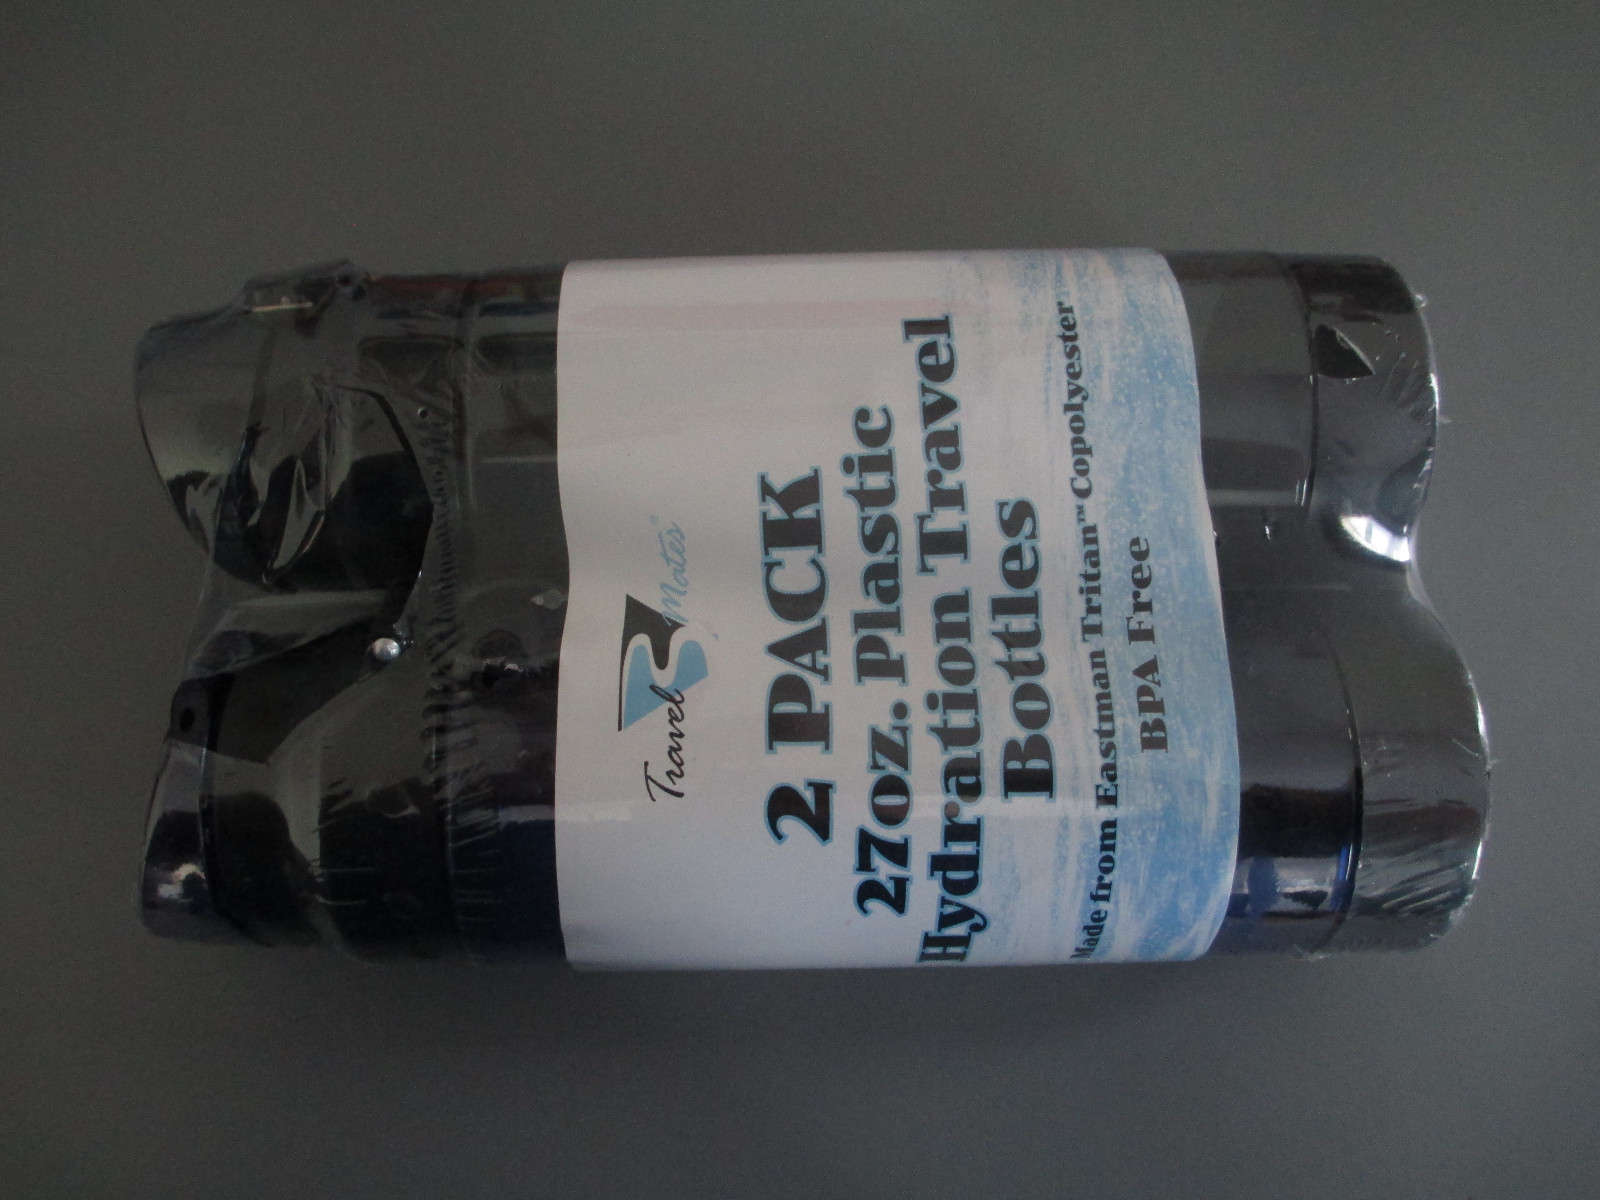 Travel Mates®
2 PACK
27oz. Plastic
Hydration Travel
Bottles
Made from Eastman Tritan™ Copolyester
BPA Free